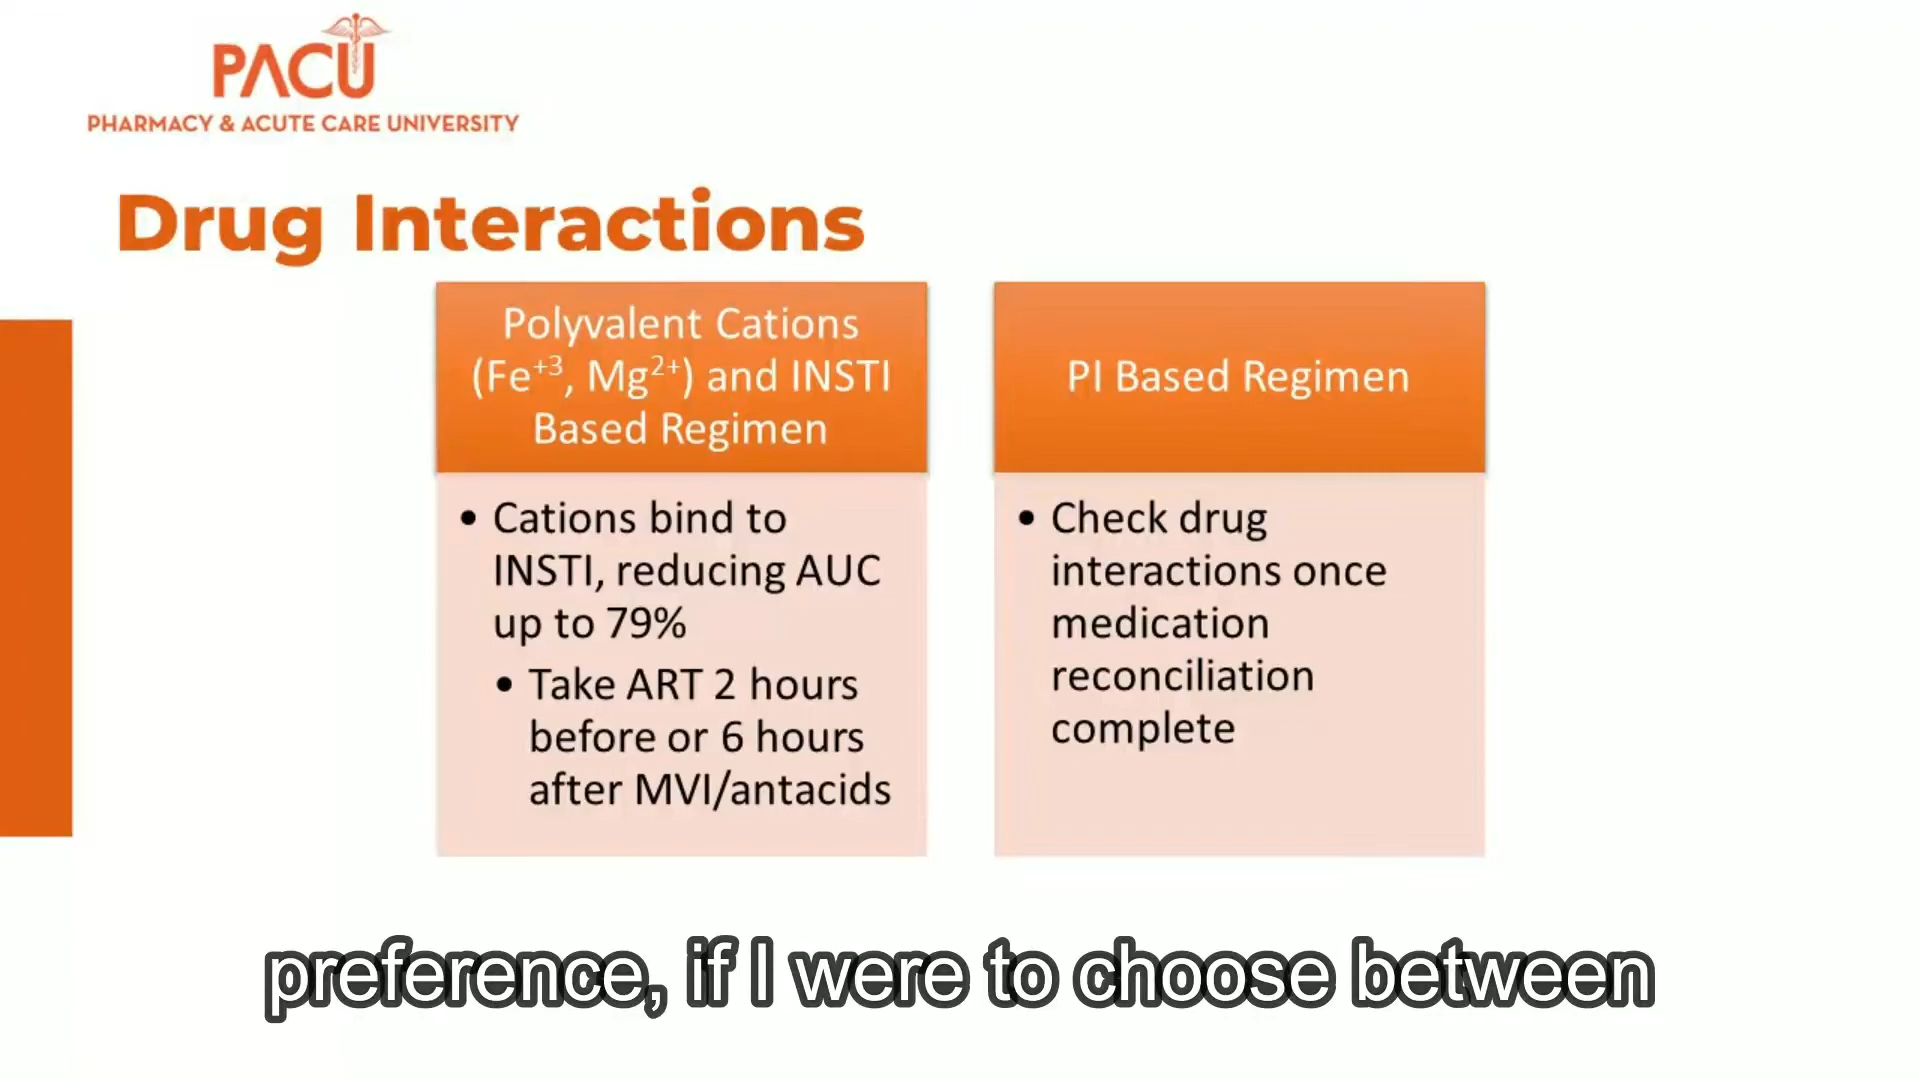 PACU
PHARMACY & ACUTE CARE UNIVERSITY
Drug Interactions
Polyvalent Cations
(Fe⁺³, Mg²⁺) and INSTI
Based Regimen
• Cations bind to
INSTI, reducing AUC
up to 79%
• Take ART 2 hours
before or 6 hours
after MVI/antacids
PI Based Regimen
• Check drug
interactions once
medication
reconciliation
complete
preference, if I were to choose between